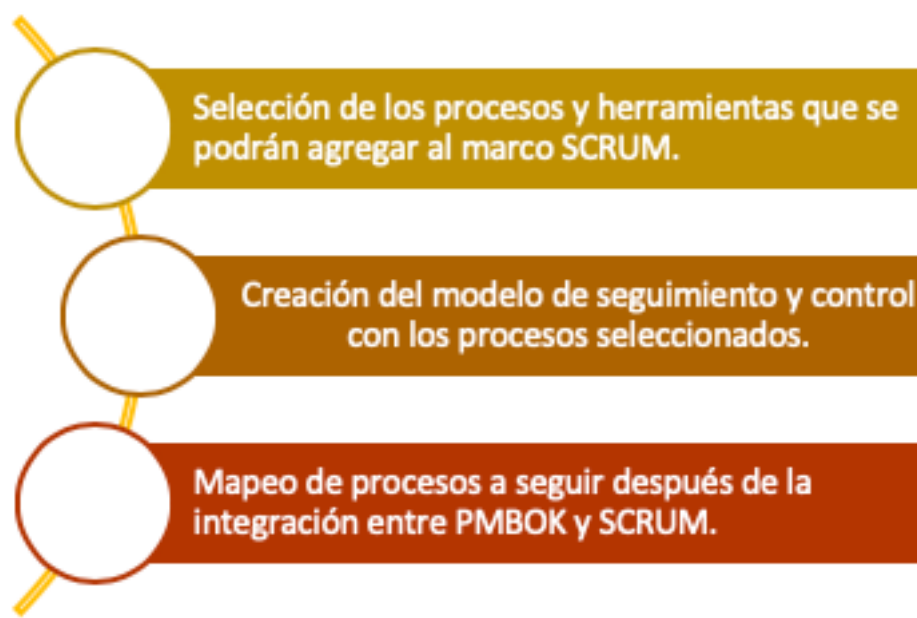 Selección de los procesos y herramientas que se
podrán agregar al marco SCRUM.
Creación del modelo de seguimiento y control
con los procesos seleccionados.
Mapeo de procesos a seguir después de la
integración entre PMBOK y SCRUM.